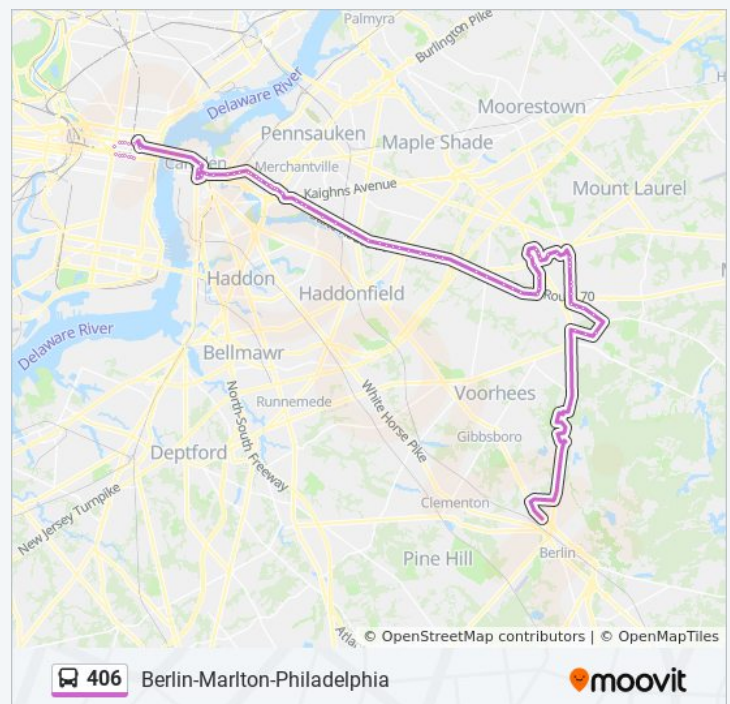 Palmyra
Burlington Pike
Delaware River
Moorestown
Pennsauken
Maple Shade
Camden
Merchantville
Kaighns Avenue
Mount Laurel
Haddon
Haddonfield
Route 70
Delaware River
Bellmawr
White Horse Pike
Voorhees
North-South Freeway
Runnemede
Gibbsboro
Deptford
New Jersey Turnpike
Clementon
Pine Hill
Berlin
Atla
© OpenStreetMap contributors | © OpenMapTiles
406 Berlin-Marlton-Philadelphia
moovit